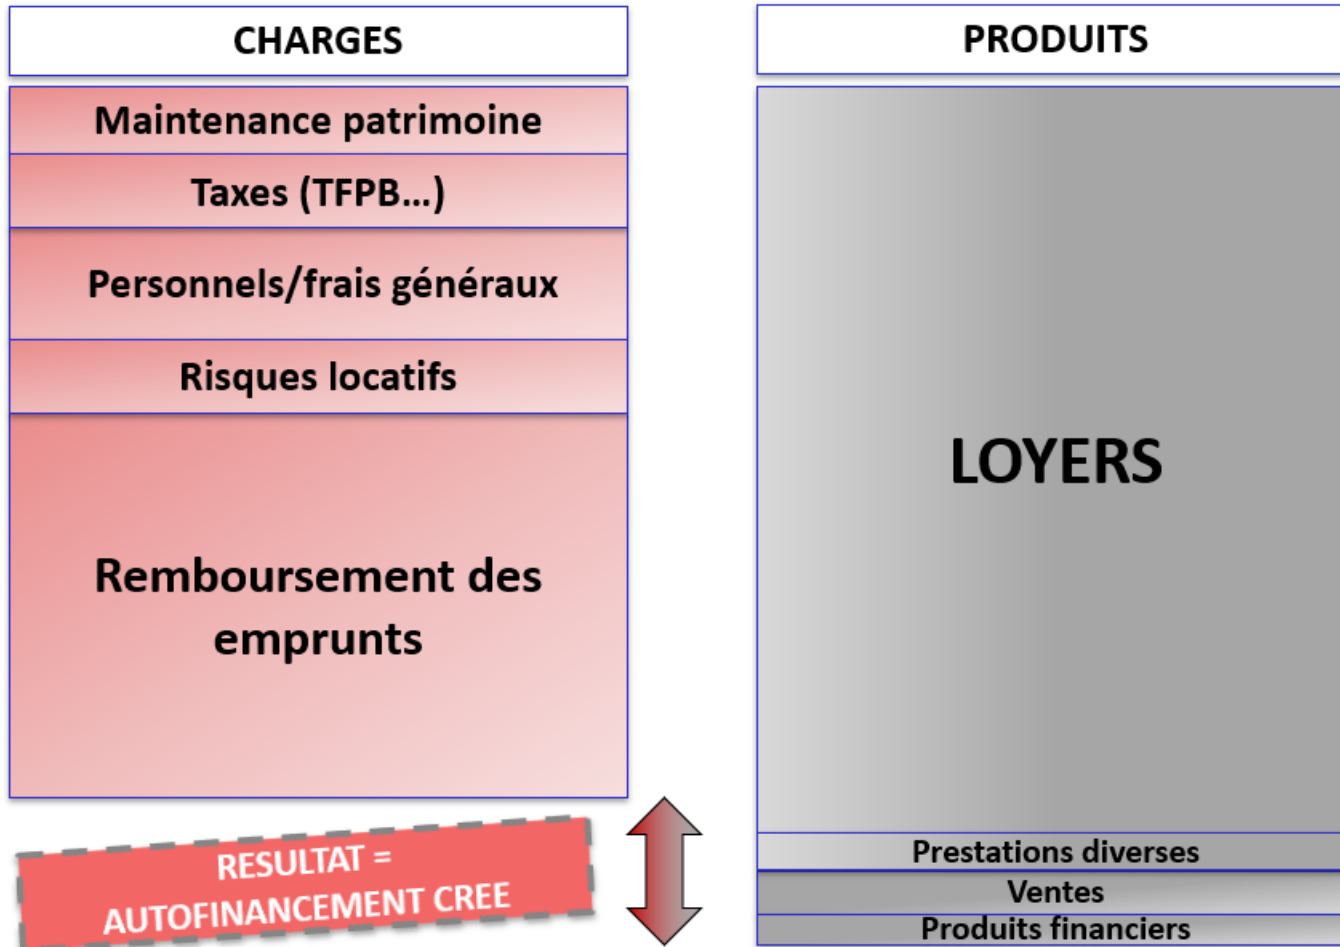 CHARGES
Maintenance patrimoine
Taxes (TFPB...)
Personnels/frais généraux
Risques locatifs
Remboursement des
emprunts
RESULTAT =
AUTOFINANCEMENT CREE
PRODUITS
LOYERS
Prestations diverses
Ventes
Produits financiers